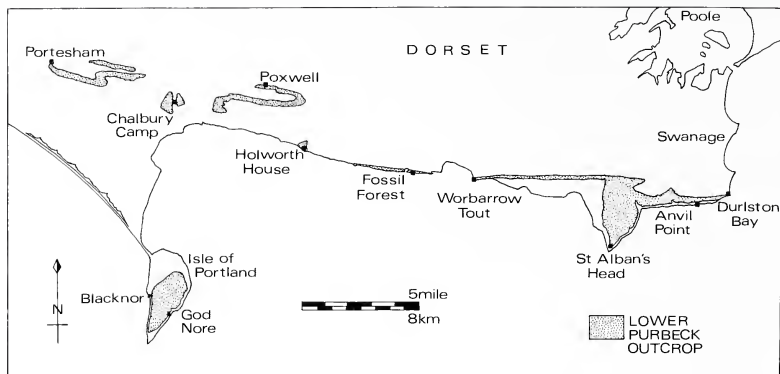 Poole
DORSET
Portesham
Poxwell
Chalbury
Camp
Swanage
Holworth
House
Fossil
Forest
Worbarrow
Tout
Anvil
Point
Durlston
Bay
St Alban's
Head
Isle of
Portland
Blacknor
God
Nore
N
5mile
8km
LOWER
PURBECK
OUTCROP